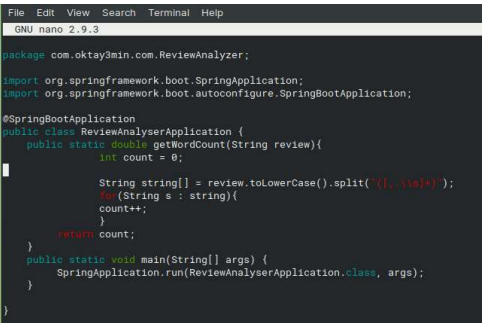 File Edit View Search Terminal Help
GNU nano 2.9.3
package com.oktay3min.com.ReviewAnalyzer;
import org.springframework.boot.SpringApplication;
import org.springframework.boot.autoconfigure.SpringBootApplication;
@SpringBootApplication
public class ReviewAnalyserApplication {
public static double getWordCount(String review){
int count = 0;
String string[] = review.toLowerCase().split("([,.\\s]+)");
for(String s : string){
count++;
}
return count;
}
public static void main(String[] args) {
SpringApplication.run(ReviewAnalyserApplication.class, args);
}
}